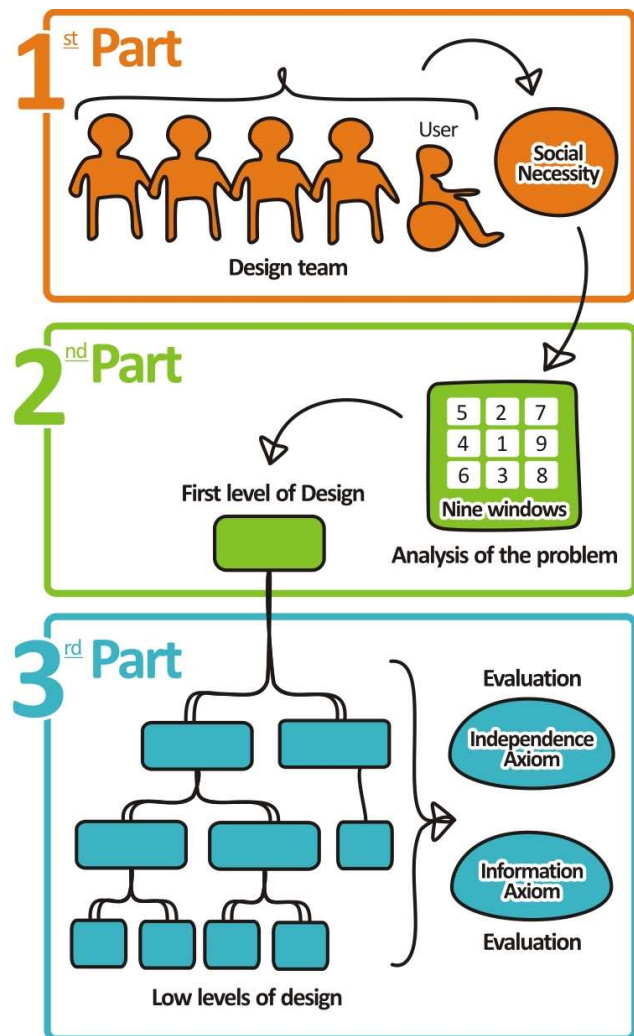 1st Part
User
Social
Necessity
Design team
2nd Part
5 2 7
4 1 9
6 3 8
Nine windows
First level of Design
Analysis of the problem
3rd Part
Evaluation
Independence
Axiom
Information
Axiom
Evaluation
Low levels of design